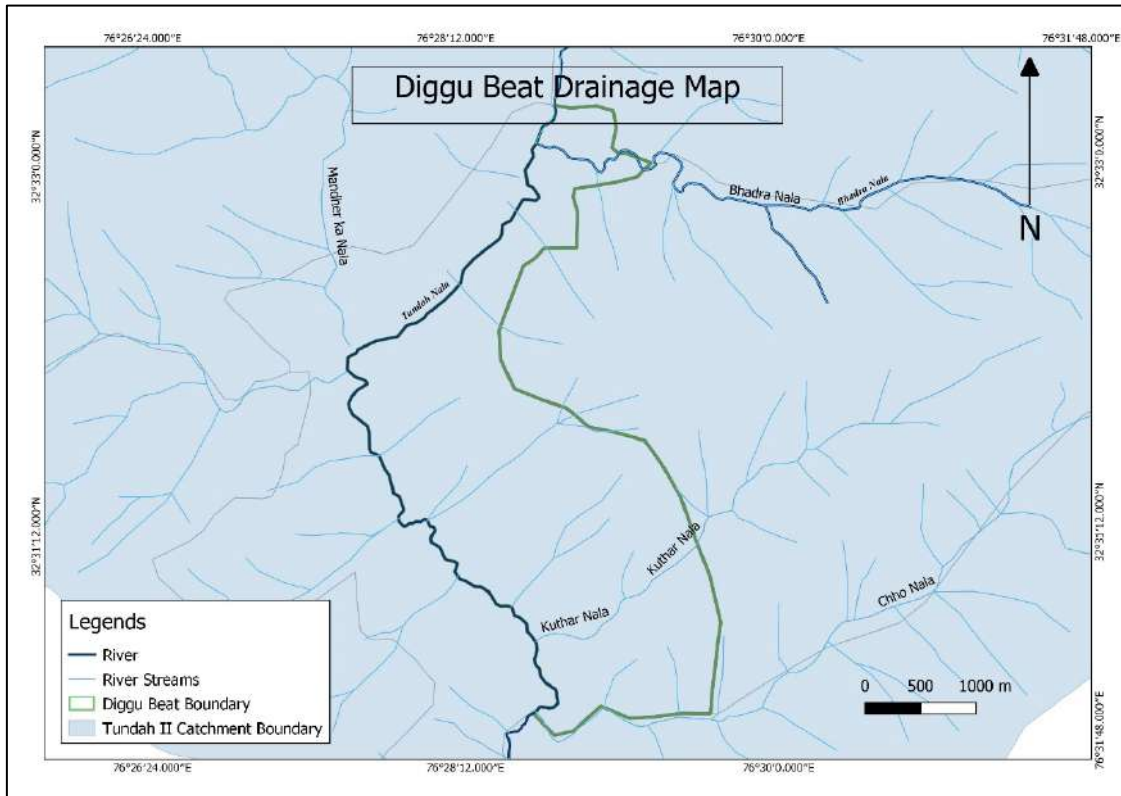 76°26'24.000"E
76°28'12.000"E
76°30'0.000"E
76°31'48.000"E
Diggu Beat Drainage Map
32°33'0.000"N
32°33'0.000"N
Mandher ka Nala
Bhadra Nala
Bhadra Nala
N
Tundah Nala
32°31'12.000"N
32°31'12.000"N
Kuthar Nala
Chho Nala
Kuthar Nala
Legends
River
River Streams
Diggu Beat Boundary
Tundah II Catchment Boundary
0 500 1000 m
76°31'48.000"E
76°26'24.000"E
76°28'12.000"E
76°30'0.000"E